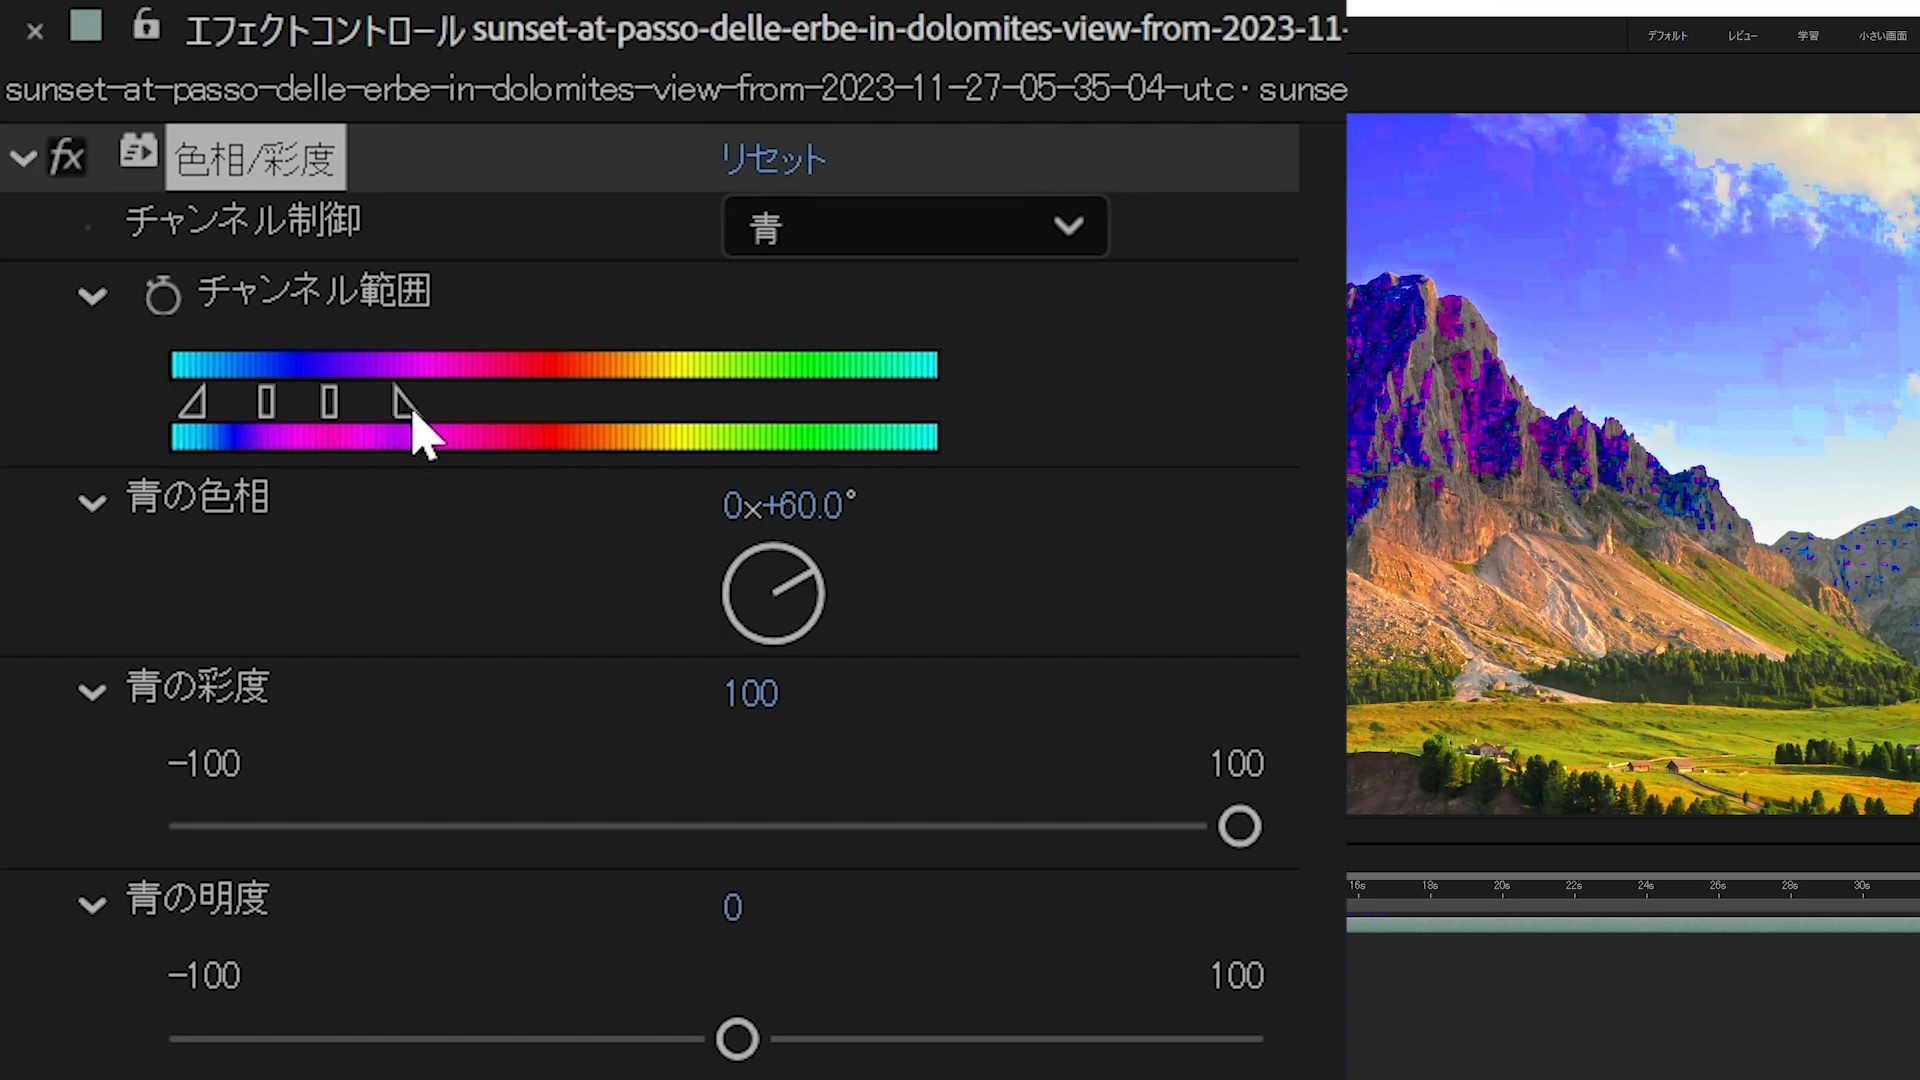 エフェクトコントロール sunset-at-passo-delle-erbe-in-dolomites-view-from-2023-11-
sunset-at-passo-delle-erbe-in-dolomites-view-from-2023-11-27-05-35-04-utc・sunse
デフォルト レビュー 学習 小さい画面
fx 色相/彩度 リセット
チャンネル制御 青
チャンネル範囲
青の色相 0x+60.0°
青の彩度 100
-100 100
青の明度 0
-100 100
16s 18s 20s 22s 24s 26s 28s 30s